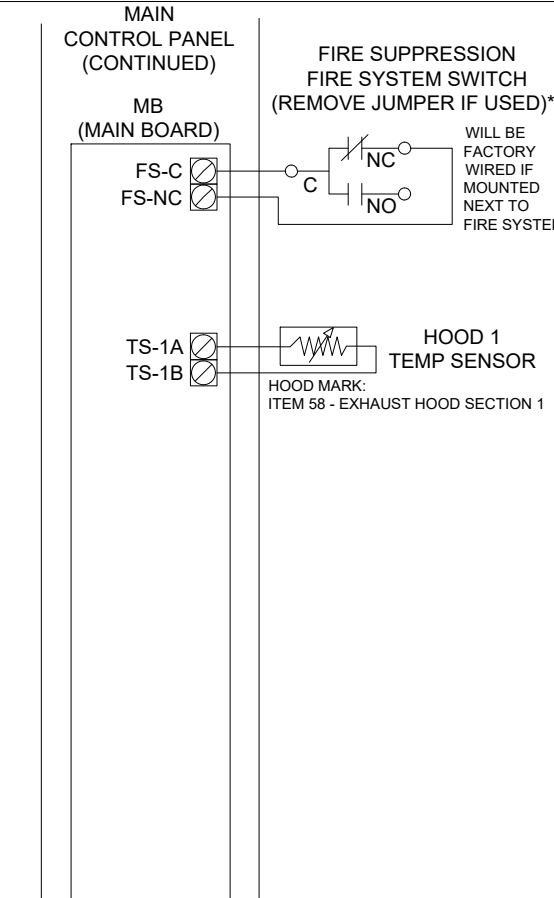 MAIN
CONTROL PANEL
(CONTINUED)
MB
(MAIN BOARD)
FIRE SUPPRESSION
FIRE SYSTEM SWITCH
(REMOVE JUMPER IF USED)*
WILL BE
FACTORY
WIRED IF
MOUNTED
NEXT TO
FIRE SYSTEM
FS-C
FS-NC
C
NC
NO
TS-1A
TS-1B
HOOD 1
TEMP SENSOR
HOOD MARK:
ITEM 58 - EXHAUST HOOD SECTION 1